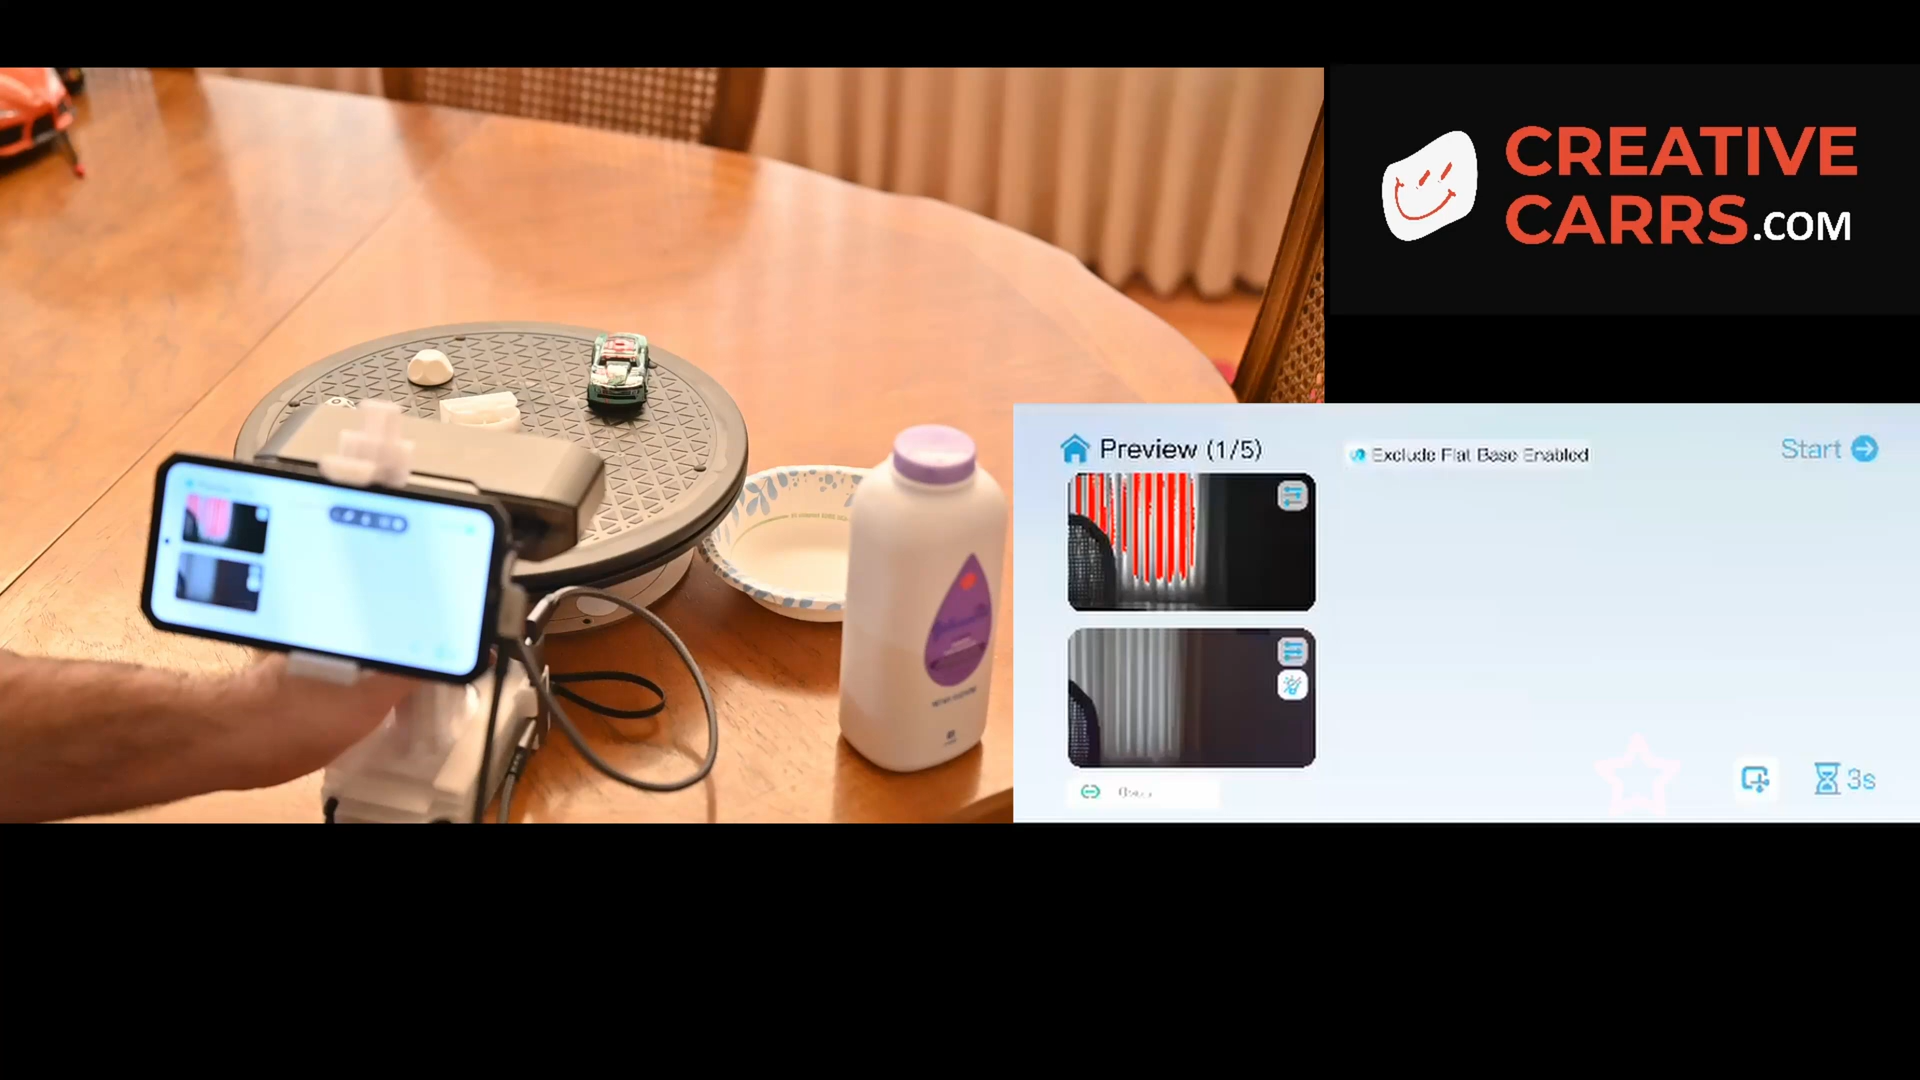 CREATIVE
CARRS.COM
Preview (1/5)
Exclude Flat Base Enabled
Start
3s